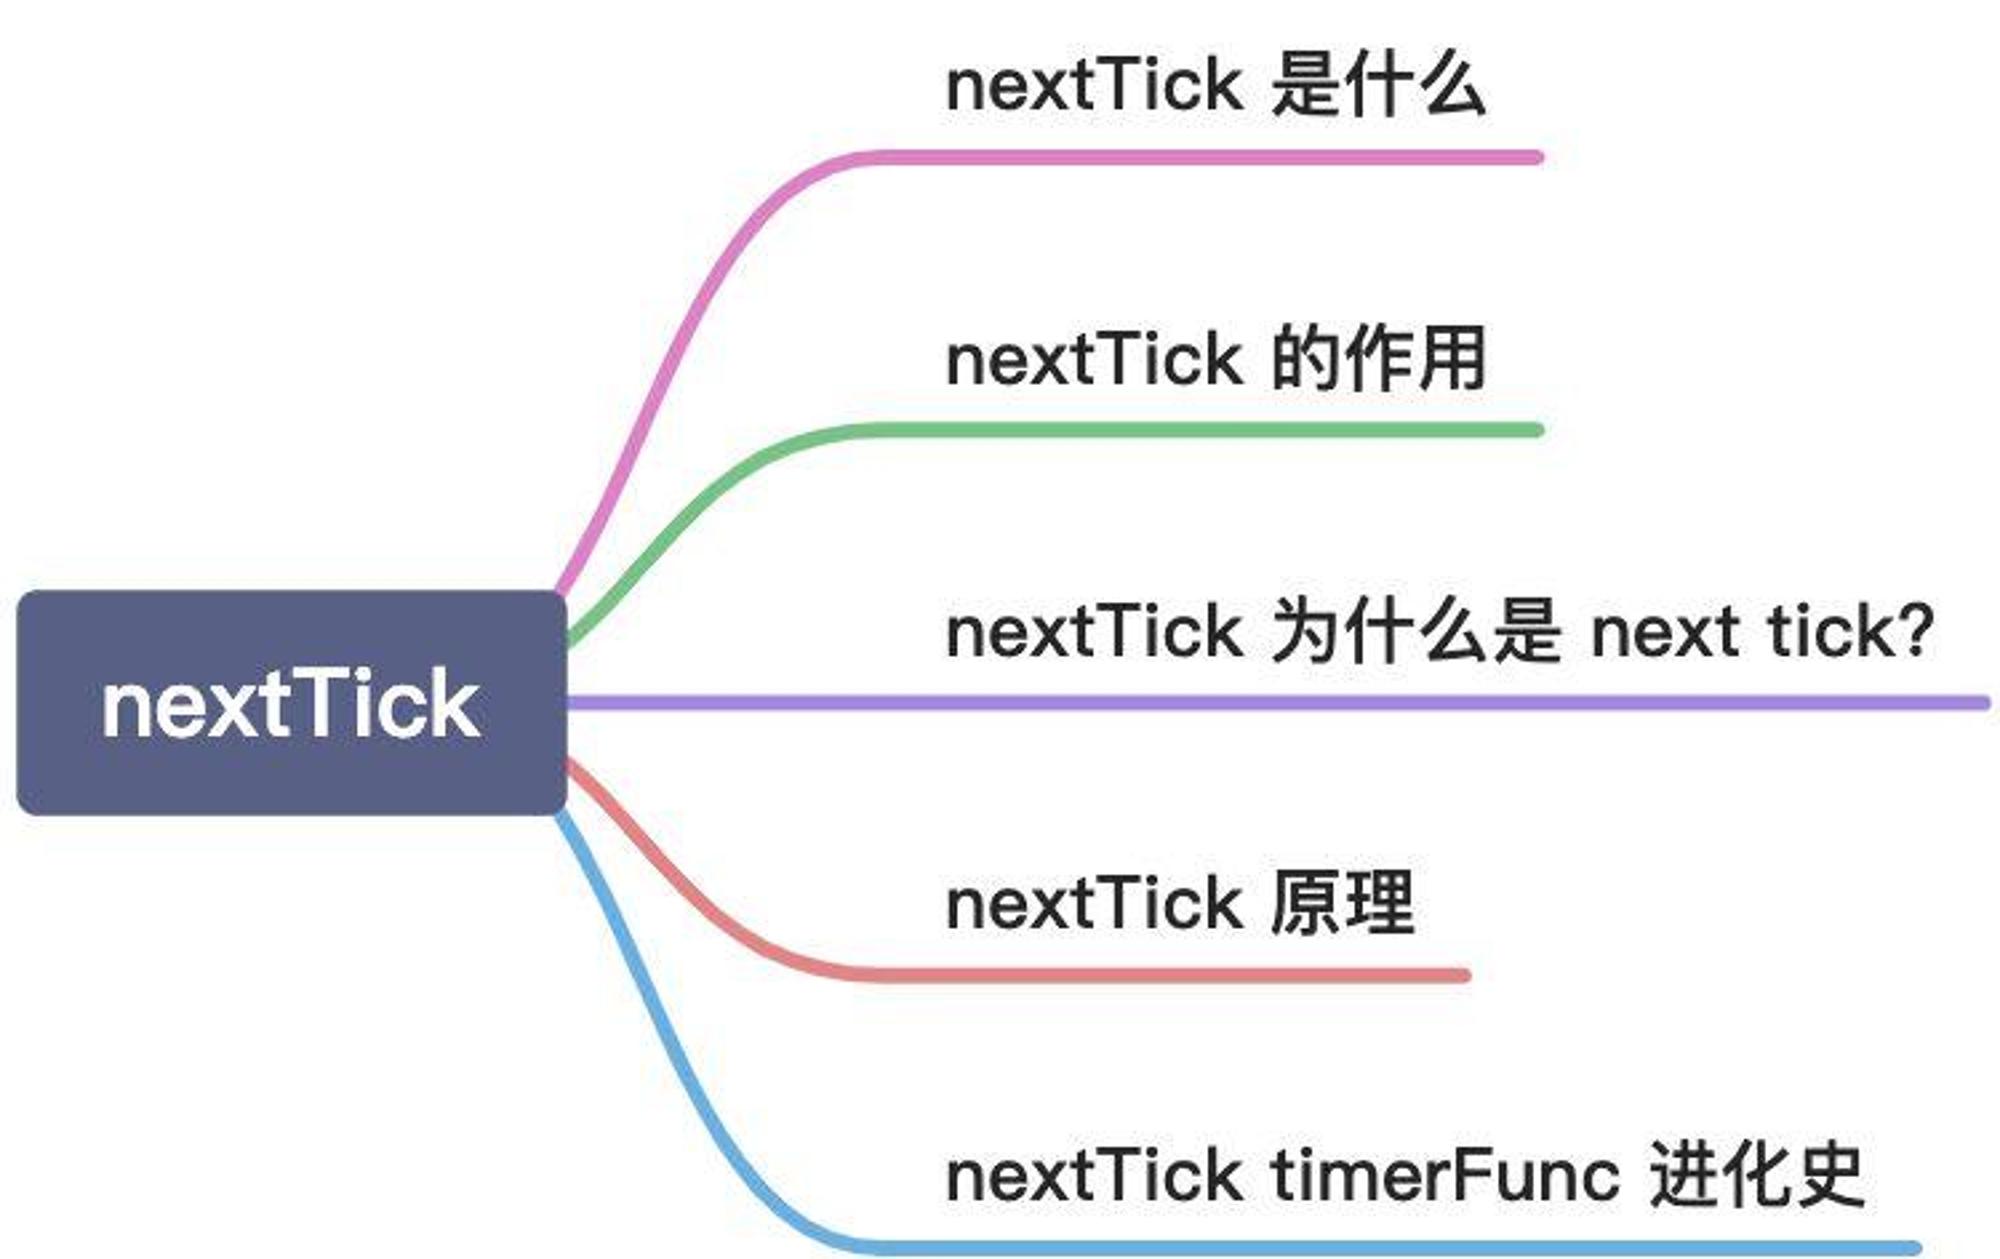 nextTick 是什么
nextTick 的作用
nextTick 为什么是 next tick?
nextTick
nextTick 原理
nextTick timerFunc 进化史